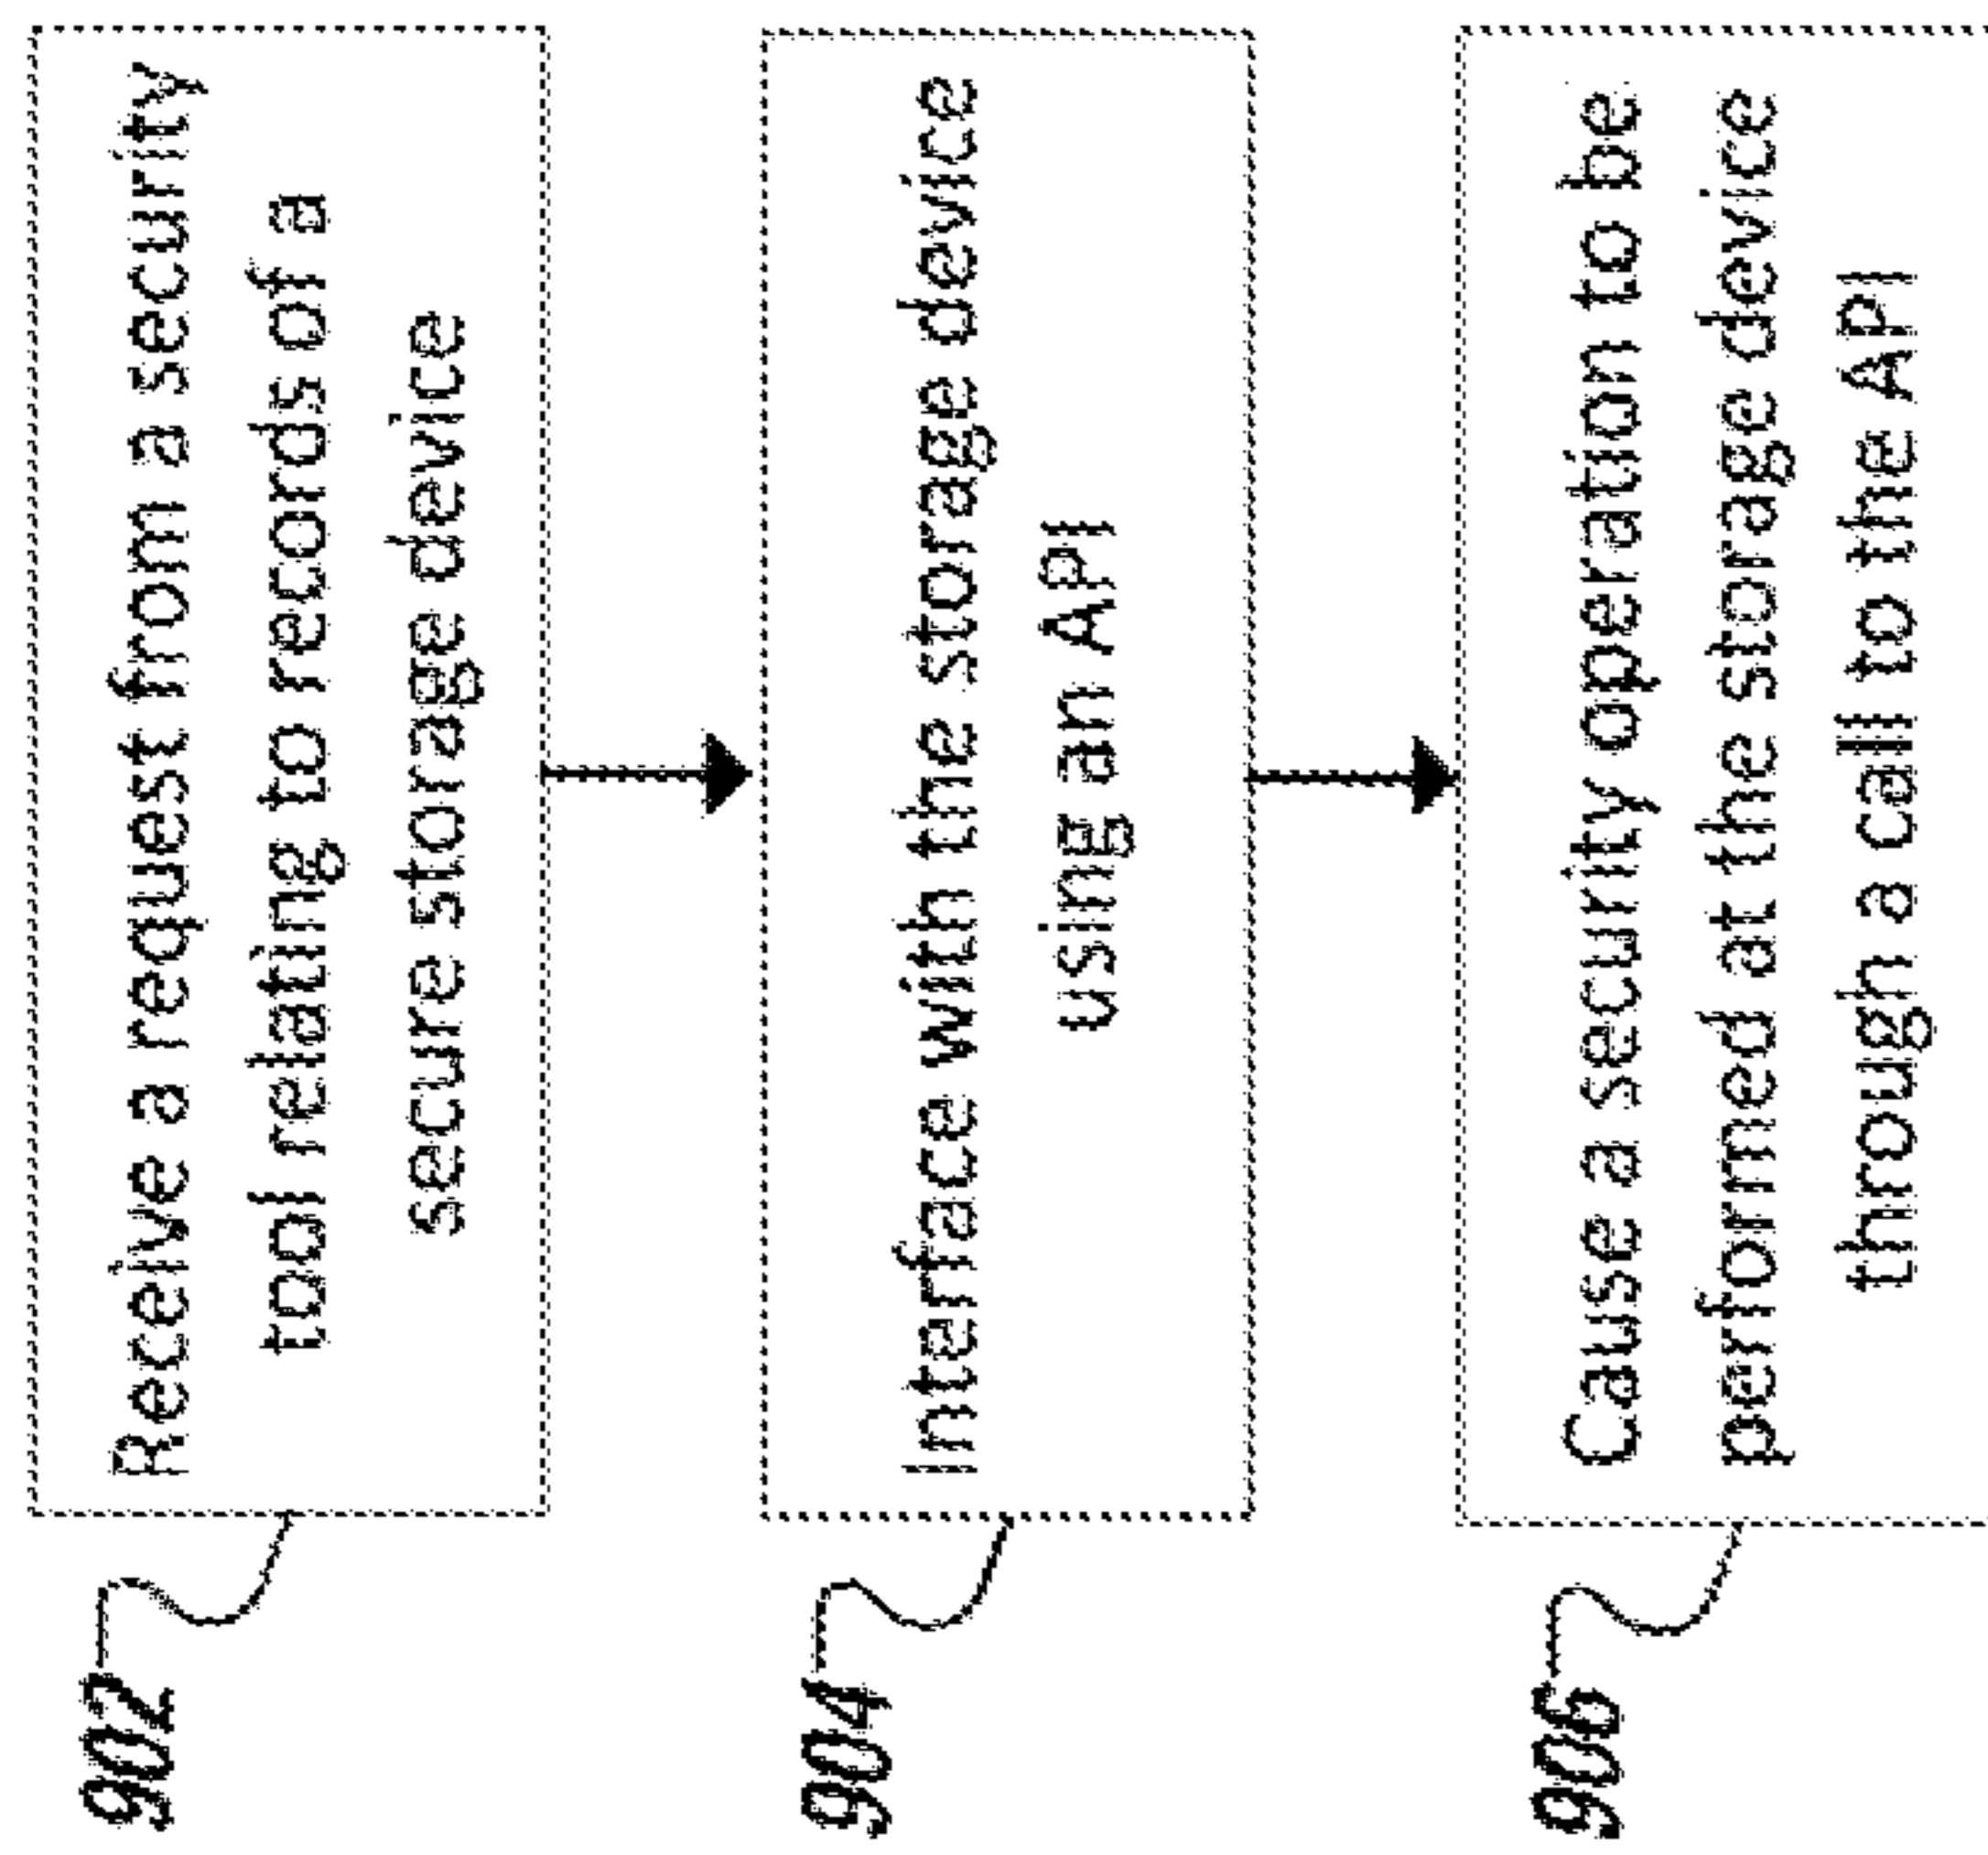 902
Receive a request from a security
tool relating to records of a
secure storage device
904
Interface with the storage device
using an API
906
Cause a security operation to be
performed at the storage device
through a call to the API